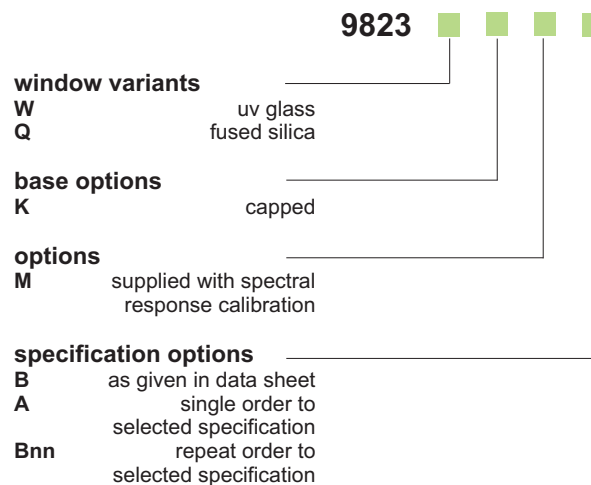 9823
window variants
W uv glass
Q fused silica
base options
K capped
options
M supplied with spectral
response calibration
specification options
B as given in data sheet
A single order to
selected specification
Bnn repeat order to
selected specification